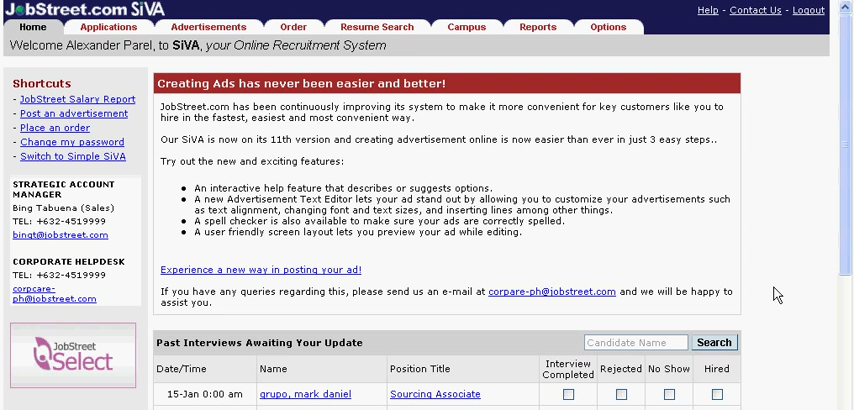 JobStreet.com SiVA
Help - Contact Us - Logout
Home Applications Advertisements Order Resume Search Campus Reports Options
Welcome Alexander Parel, to SiVA, your Online Recruitment System
Shortcuts
- JobStreet Salary Report
- Post an advertisement
- Place an order
- Change my password
- Switch to Simple SiVA
STRATEGIC ACCOUNT
MANAGER
Bing Tabuena (Sales)
TEL: +632-4519999
bingt@jobstreet.com
CORPORATE HELPDESK
TEL: +632-4519999
corpcare-
ph@jobstreet.com
JobStreet
Select
Creating Ads has never been easier and better!
JobStreet.com has been continuously improving its system to make it more convenient for key customers like you to
hire in the fastest, easiest and most convenient way.
Our SiVA is now on its 11th version and creating advertisement online is now easier than ever in just 3 easy steps..
Try out the new and exciting features:
• An interactive help feature that describes or suggests options.
• A new Advertisement Text Editor lets your ad stand out by allowing you to customize your advertisements such
as text alignment, changing font and text sizes, and inserting lines among other things.
• A spell checker is also available to make sure your ads are correctly spelled.
• A user friendly screen layout lets you preview your ad while editing.
Experience a new way in posting your ad!
If you have any queries regarding this, please send us an e-mail at corpare-ph@jobstreet.com and we will be happy to
assist you.
Past Interviews Awaiting Your Update Candidate Name Search
Date/Time Name Position Title Interview Completed Rejected No Show Hired
15-Jan 0:00 am grupo, mark daniel Sourcing Associate